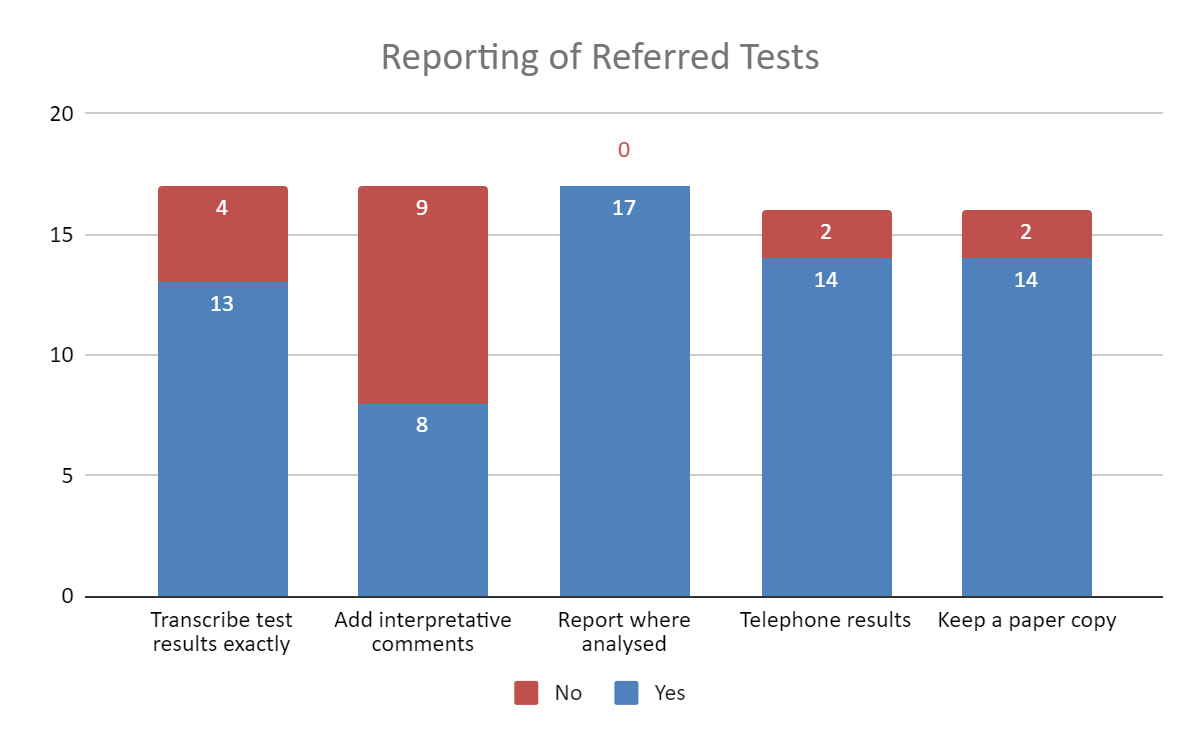 Reporting of Referred Tests
20
15
10
5
0
4
13
9
8
0
17
2
14
2
14
Transcribe test
results exactly
Add interpretative
comments
Report where
analysed
Telephone results
Keep a paper copy
No
Yes